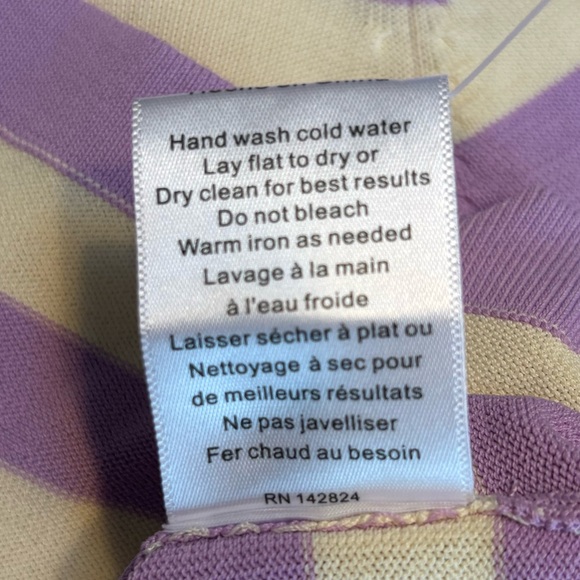 Hand wash cold water
Lay flat to dry or
Dry clean for best results
Do not bleach
Warm iron as needed
Lavage à la main
à l'eau froide
Laisser sécher à plat ou
Nettoyage à sec pour
de meilleurs résultats
Ne pas javelliser
Fer chaud au besoin
RN 142824